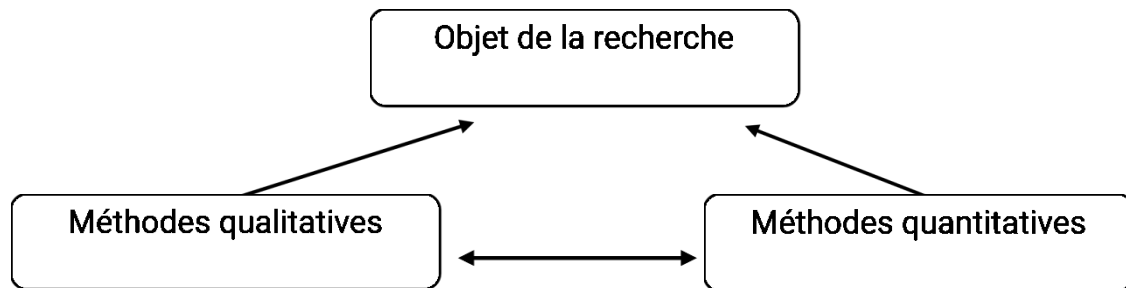 Objet de la recherche
Méthodes qualitatives
Méthodes quantitatives